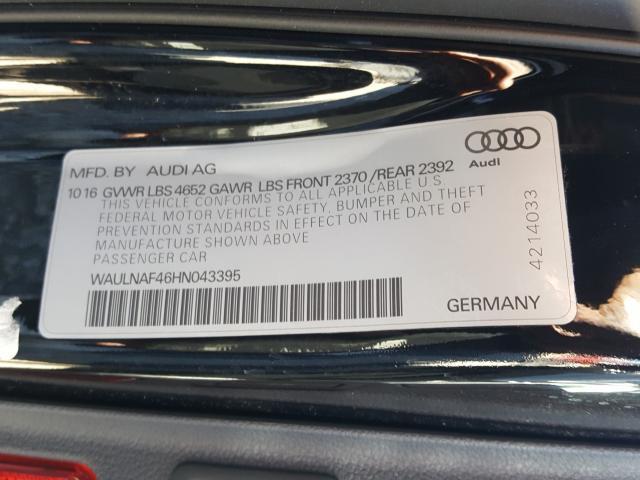 MFD. BY AUDI AG
Audi
10 16 GVWR LBS 4652 GAWR LBS FRONT 2370 /REAR 2392
THIS VEHICLE CONFORMS TO ALL APPLICABLE U.S.
FEDERAL MOTOR VEHICLE SAFETY, BUMPER AND THEFT
PREVENTION STANDARDS IN EFFECT ON THE DATE OF
MANUFACTURE SHOWN ABOVE
PASSENGER CAR
WAULNAF46HN043395
GERMANY
4214033